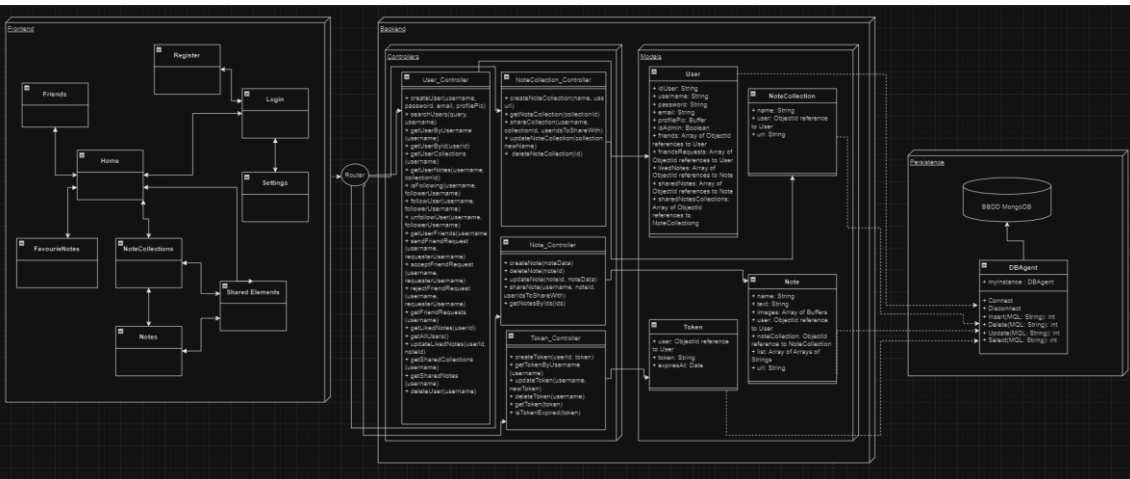 Frontend
Register
Friends
Login
Home
Settings
FavourieNotes
NoteCollections
Shared Elements
Notes
Router
Backend
Controllers
User_Controller
+ createUser(username,
password, email, profilePic)
+ searchUsers(query,
username)
+ getUserByUsername
(username)
+ getUserById(userId)
+ getUserCollections
(username)
+ getUserNotes(username,
collectionId)
+ isFollowing(username,
followerUsername)
+ followUser(username,
followerUsername)
+ unfollowUser(username,
followerUsername)
+ getUserFriends(username
+ sendFriendRequest
(username,
requesterUsername)
+ acceptFriendRequest
(username,
requesterUsername)
+ rejectFriendRequest
(username,
requesterUsername)
+ getFriendRequests
(username)
+ getLikedNotes(userId)
+ getAllUsers()
+ updateLikedNotes(userId,
noteId)
+ getSharedCollections
(username)
+ getSharedNotes
(username)
+ deleteUser(username)
NoteCollection_Controller
+ createNoteCollection(name, use
url)
+ getNoteCollection(collectionId)
+ shareCollection(username,
collectionId, userIdsToShareWith)
+ updateNoteCollection(collection
newName)
+ deleteNoteCollection(id)
Note_Controller
+ createNote(noteData)
+ deleteNote(noteId)
+ updateNote(noteId, noteData)
+ shareNote(username, noteId,
userIdsToShareWith)
+ getNotesByIds(ids)
Token_Controller
+ createToken(userId, token)
+ getTokenByUsername
(username)
+ updateToken(username,
newToken)
+ deleteToken(username)
+ getToken(token)
+ isTokenExpired(token)
Models
User
+ idUser: String
+ username: String
+ password: String
+ email: String
+ profilePic: Buffer
+ isAdmin: Boolean
+ friends: Array of ObjectId
references to User
+ friendsRequests: Array of
ObjectId references to User
+ likedNotes: Array of
ObjectId references to Note
+ sharedNotes: Array of
ObjectId references to Note
+ sharedNotesCollections:
Array of ObjectId
references to
NoteCollectiong
NoteCollection
+ name: String
+ user: ObjectId reference
to User
+ url: String
Token
+ user: ObjectId reference
to User
+ token: String
+ expiresAt: Date
Note
+ name: String
+ text: String
+ images: Array of Buffers
+ user: ObjectId reference
to User
+ noteCollection: ObjectId
reference to NoteCollection
+ list: Array of Arrays of
Strings
+ url: String
Persistence
BBDD MongoDB
DBAgent
+ myInstance : DBAgent
+ Connect
+ Disconnect
+ Insert(MQL: String): int
+ Delete(MQL: String): int
+ Update(MQL: String): int
+ Select(MQL: String): int